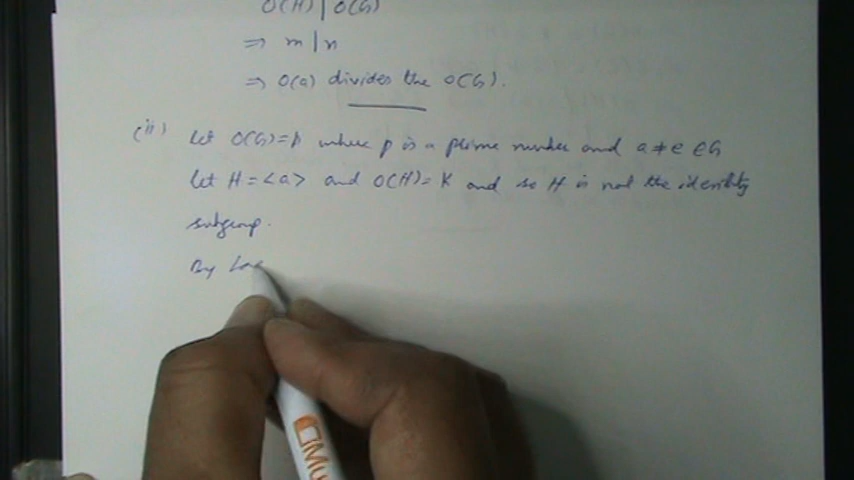 O(H) | O(G)
⇒ m | n
⇒ O(a) divides the O(G).
(ii) Let O(G)=p where p is a prime number and a ≠ e ∈ G
let H = <a> and O(H) = K and so H is not the identity
subgroup.
By Lag